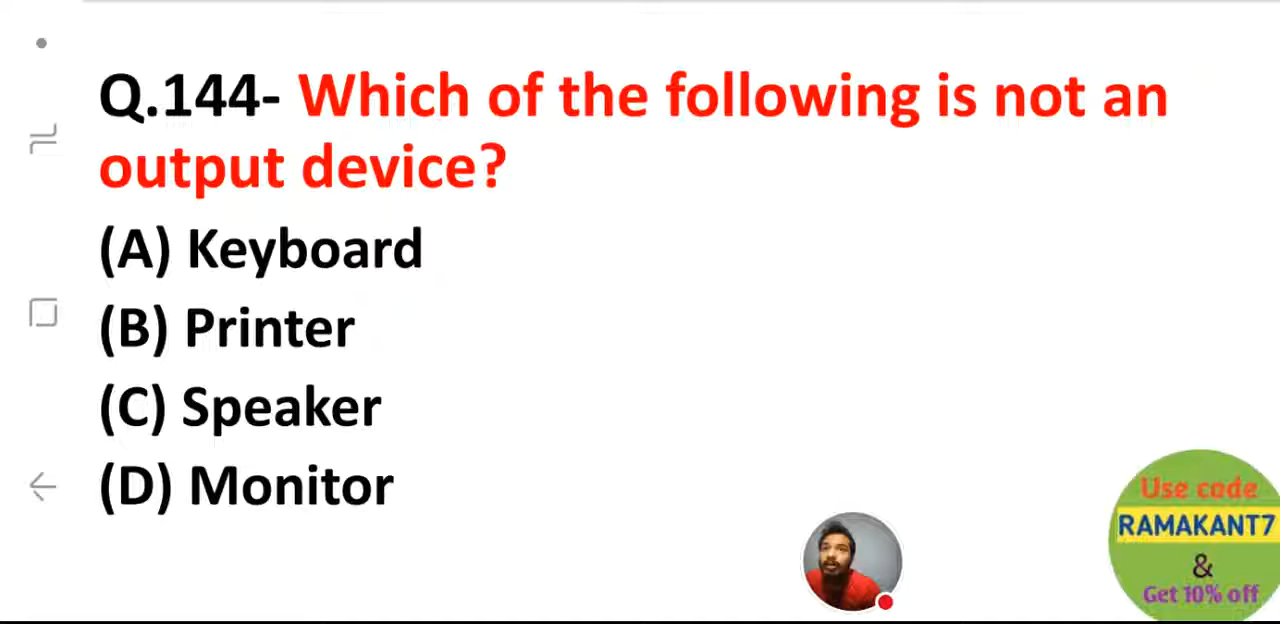 Q.144- Which of the following is not an
output device?
(A) Keyboard
(B) Printer
(C) Speaker
(D) Monitor
Use code
RAMAKANT7
&
Get 10% off